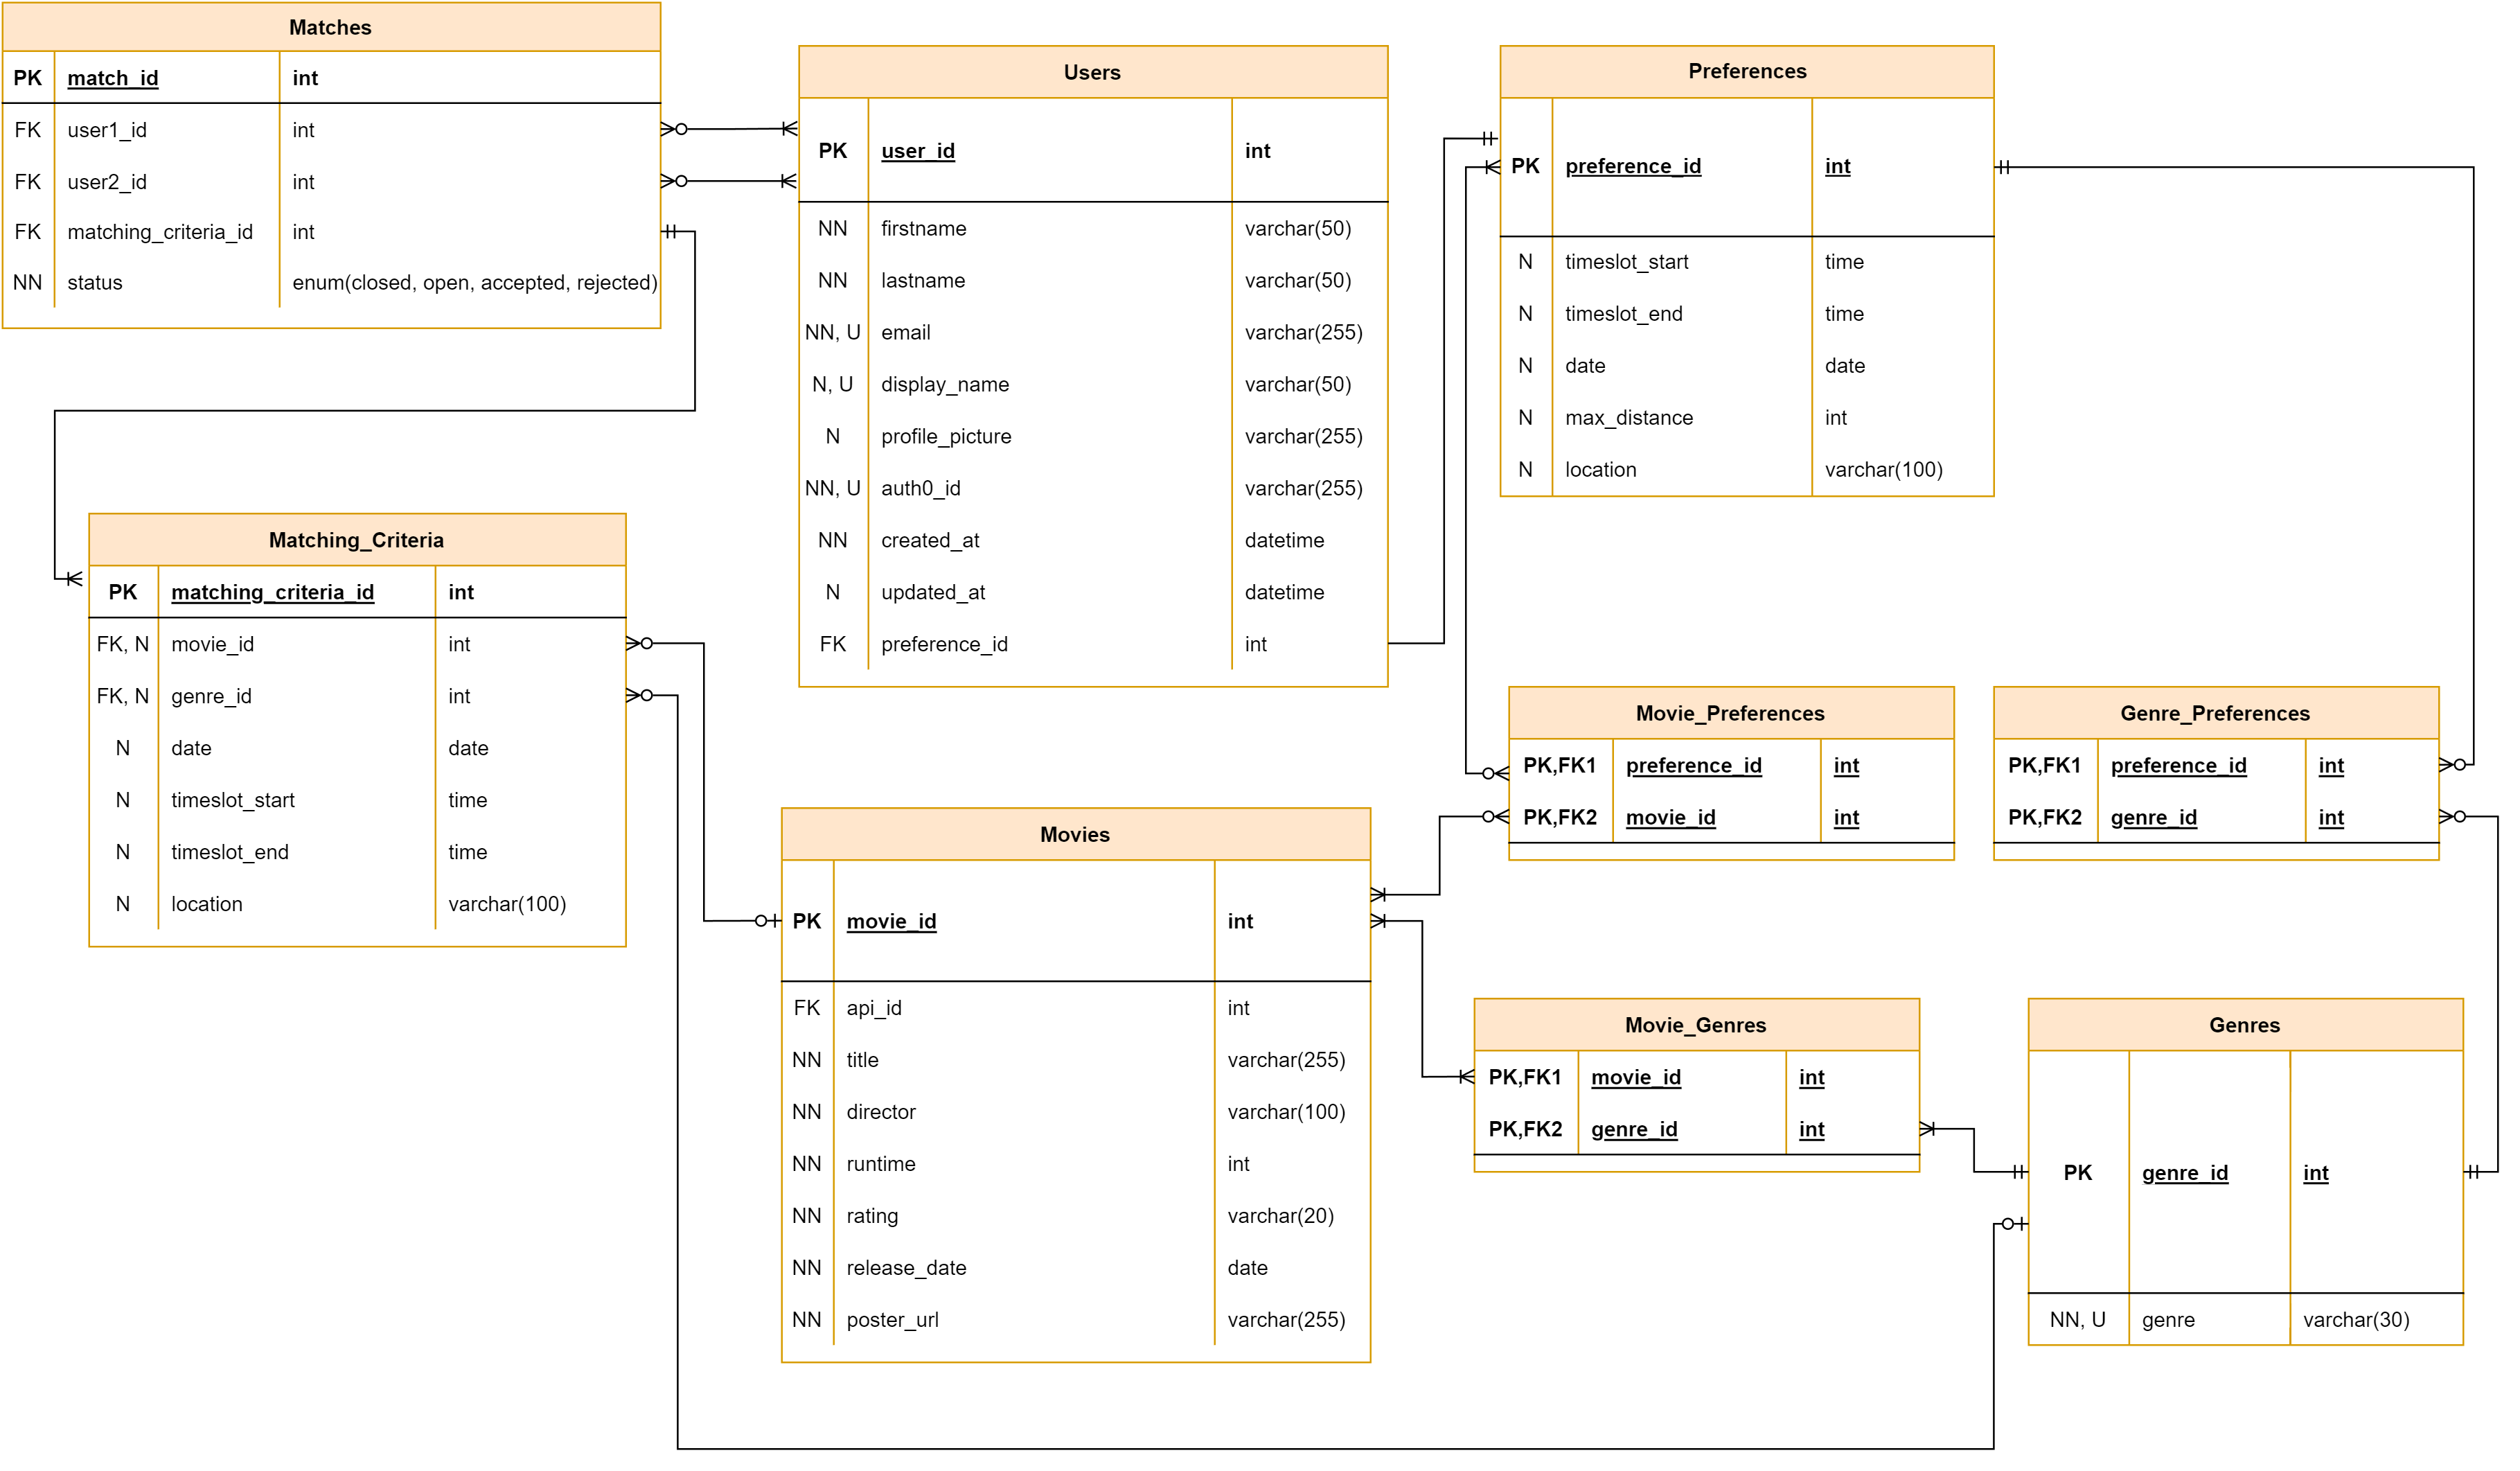 Matches
PK match_id int
FK user1_id int
FK user2_id int
FK matching_criteria_id int
NN status enum(closed, open, accepted, rejected)
Users
PK user_id int
NN firstname varchar(50)
NN lastname varchar(50)
NN, U email varchar(255)
N, U display_name varchar(50)
N profile_picture varchar(255)
NN, U auth0_id varchar(255)
NN created_at datetime
N updated_at datetime
FK preference_id int
Preferences
PK preference_id int
N timeslot_start time
N timeslot_end time
N date date
N max_distance int
N location varchar(100)
Matching_Criteria
PK matching_criteria_id int
FK, N movie_id int
FK, N genre_id int
N date date
N timeslot_start time
N timeslot_end time
N location varchar(100)
Movie_Preferences
PK,FK1 preference_id int
PK,FK2 movie_id int
Genre_Preferences
PK,FK1 preference_id int
PK,FK2 genre_id int
Movies
PK movie_id int
FK api_id int
NN title varchar(255)
NN director varchar(100)
NN runtime int
NN rating varchar(20)
NN release_date date
NN poster_url varchar(255)
Movie_Genres
PK,FK1 movie_id int
PK,FK2 genre_id int
Genres
PK genre_id int
NN, U genre varchar(30)